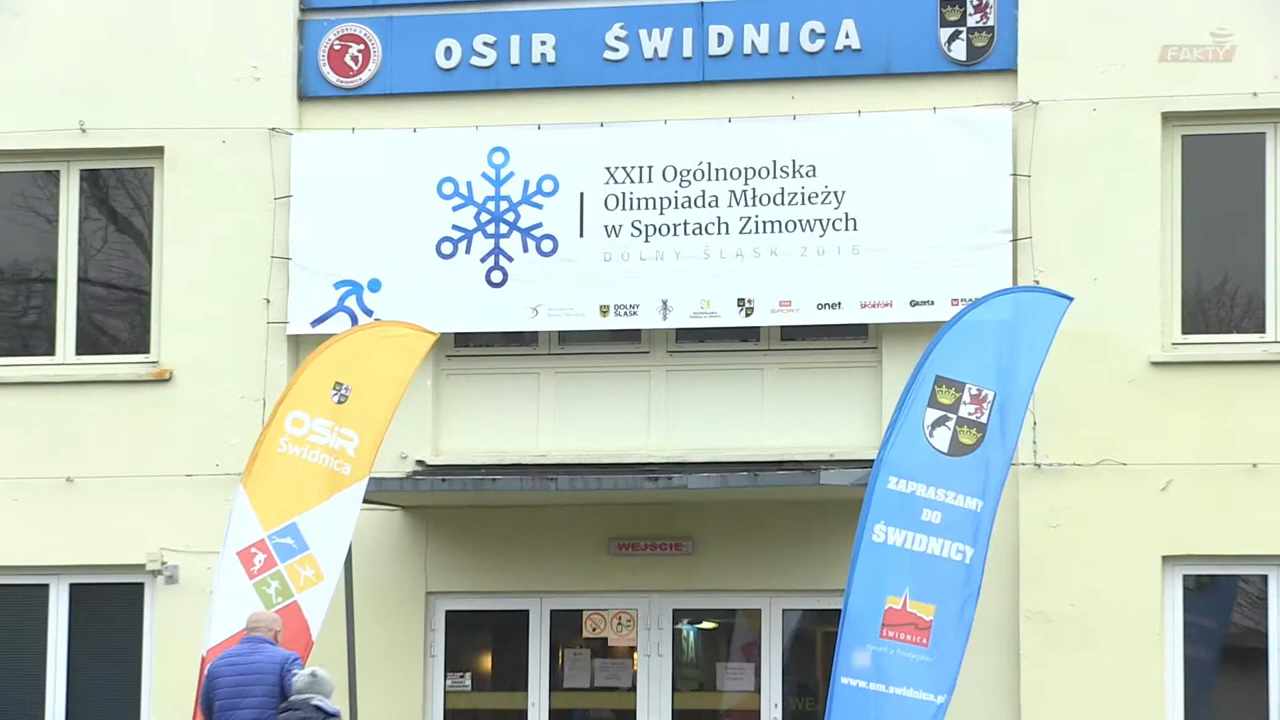 OSIR ŚWIDNICA
FAKTY
XXII Ogólnopolska
Olimpiada Młodzieży
w Sportach Zimowych
DOLNY ŚLĄSK 2016
DOLNY
ŚLĄSK
SPORT
onet.
Gazeta
OSiR
Świdnica
ZAPRASZAMY
DO
ŚWIDNICY
ŚWIDNICA
www.um.swidnica.pl
WEJŚCIE